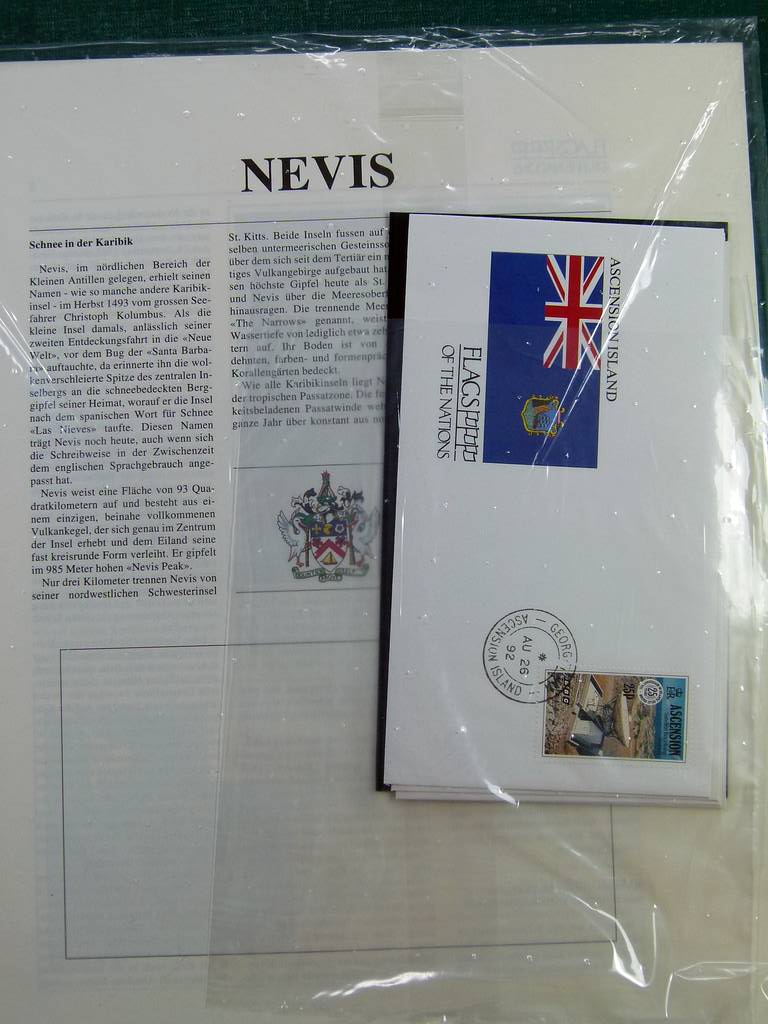 NEVIS
Schnee in der Karibik
Nevis, im nördlichen Bereich der
Kleinen Antillen gelegen, erhielt seinen
Namen - wie so manche andere Karibik-
insel - im Herbst 1493 vom grossen See-
fahrer Christoph Kolumbus. Als die
kleine Insel damals, anlässlich seiner
zweiten Entdeckungsfahrt in die «Neue
Welt», vor dem Bug der «Santa Barba-
auftauchte, da erinnerte ihn die wol-
kenverschleierte Spitze des zentralen In-
selbergs an die schneebedeckten Berg-
gipfel seiner Heimat, worauf er die Insel
nach dem spanischen Wort für Schnee
«Las Nieves» taufte. Diesen Namen
trägt Nevis noch heute, auch wenn sich
die Schreibweise in der Zwischenzeit
dem englischen Sprachgebrauch ange-
passt hat.
Nevis weist eine Fläche von 93 Qua-
dratkilometern auf und besteht aus ei-
nem einzigen, beinahe vollkommenen
Vulkankegel, der sich genau im Zentrum
der Insel erhebt und dem Eiland seine
fast kreisrunde Form verleiht. Er gipfelt
im 985 Meter hohen «Nevis Peak».
Nur drei Kilometer trennen Nevis von
seiner nordwestlichen Schwesterinsel
St. Kitts. Beide Inseln fussen auf
selben untermeerischen Gesteinsso
über dem sich seit dem Tertiär ein m
tiges Vulkangebirge aufgebaut hat
sen höchste Gipfel heute als St.
und Nevis über die Meeresober
hinausragen. Die trennende Mee
«The Narrows» genannt, weist
Wassertiefe von lediglich etwa zeh
tern auf. Ihr Boden ist von
dehnten, farben- und formenprä
Korallengärten bedeckt.
Wie alle Karibikinseln liegt N
der tropischen Passatzone. Die fe
keitsbeladenen Passatwinde weh
ganze Jahr über konstant aus no
ASCENSION ISLAND
FLAGS
OF THE NATIONS
GEORG
AU 26
92
ASCENSION ISLAND
ASCENSION
25P